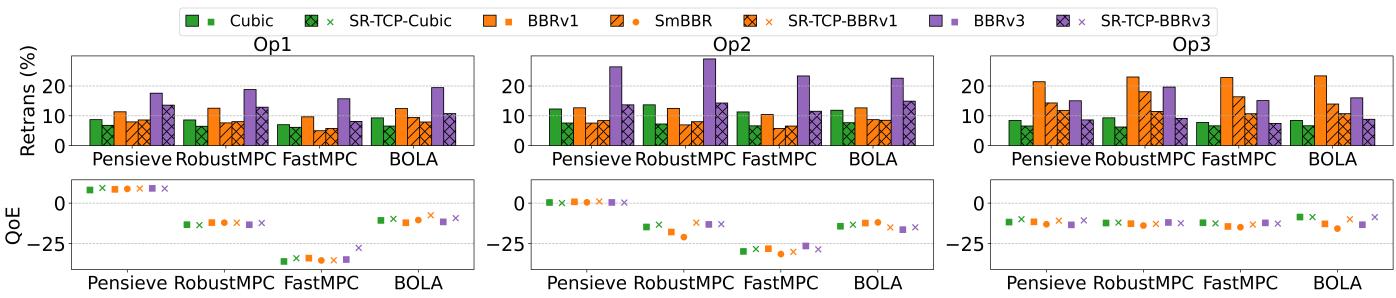 Cubic SR-TCP-Cubic BBRv1 SmBBR SR-TCP-BBRv1 BBRv3 SR-TCP-BBRv3
Op1 Op2 Op3
Retrans (%)
20 20 20
10 10 10
0 0 0
Pensieve RobustMPC FastMPC BOLA Pensieve RobustMPC FastMPC BOLA Pensieve RobustMPC FastMPC BOLA
QoE
0 0 0
−25 −25 −25
Pensieve RobustMPC FastMPC BOLA Pensieve RobustMPC FastMPC BOLA Pensieve RobustMPC FastMPC BOLA